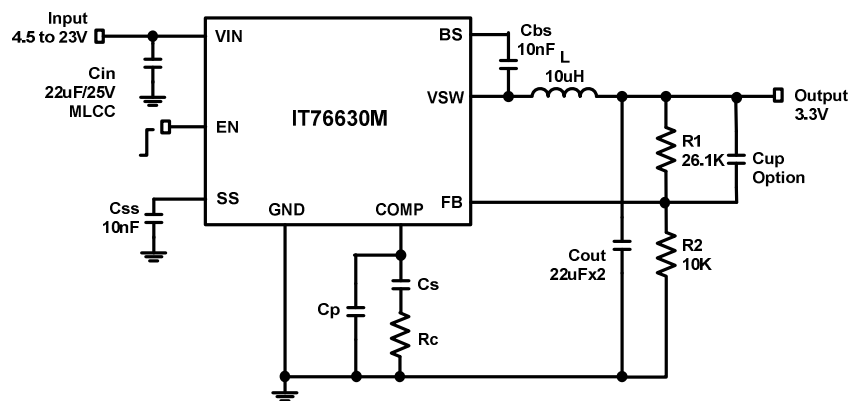 Input
4.5 to 23V
Cin
22uF/25V
MLCC
VIN
BS
Cbs
10nF
L
10uH
VSW
Output
3.3V
IT76630M
EN
R1
26.1K
Cup
Option
SS
Css
10nF
GND
COMP
FB
R2
10K
Cout
22uFx2
Cs
Cp
Rc